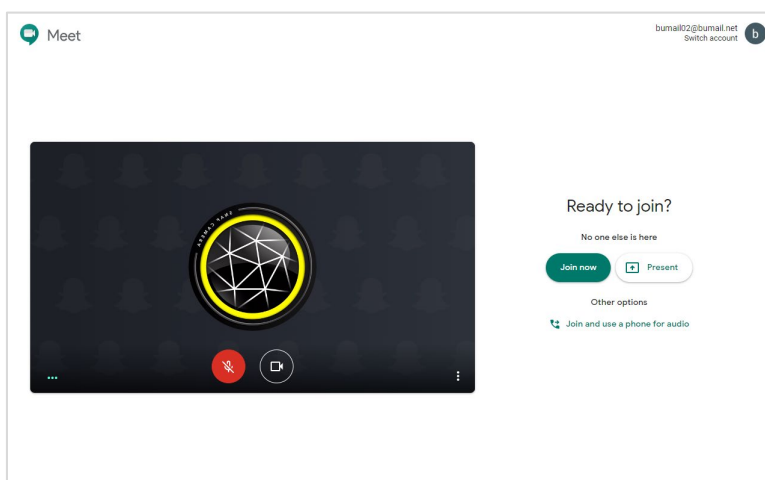 Meet
bumail02@bumail.net
Switch account
b
SNAP CAMERA
Ready to join?
No one else is here
Join now
Present
Other options
Join and use a phone for audio